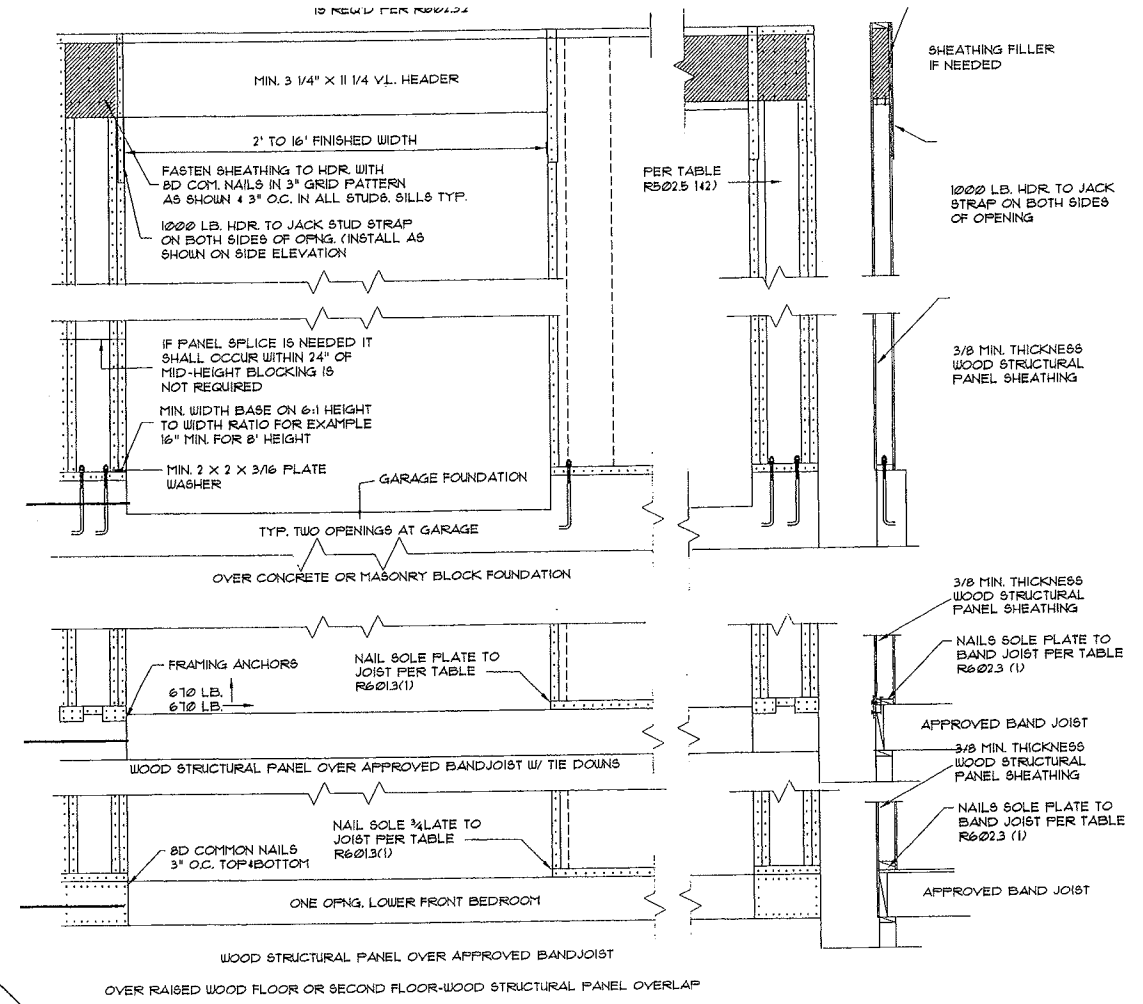 IS REQ'D PER R602.3.2
MIN. 3 1/4" X 11 1/4 V.L. HEADER
SHEATHING FILLER
IF NEEDED
2' TO 16' FINISHED WIDTH
FASTEN SHEATHING TO HDR. WITH
8D COM. NAILS IN 3" GRID PATTERN
AS SHOWN & 3" O.C. IN ALL STUDS. SILLS TYP.
PER TABLE
R502.5 (1&2)
1000 LB. HDR. TO JACK
STRAP ON BOTH SIDES
OF OPENING
1000 LB. HDR. TO JACK STUD STRAP
ON BOTH SIDES OF OPNG. (INSTALL AS
SHOWN ON SIDE ELEVATION
IF PANEL SPLICE IS NEEDED IT
SHALL OCCUR WITHIN 24" OF
MID-HEIGHT BLOCKING IS
NOT REQUIRED
3/8 MIN. THICKNESS
WOOD STRUCTURAL
PANEL SHEATHING
MIN. WIDTH BASE ON 6:1 HEIGHT
TO WIDTH RATIO FOR EXAMPLE
16" MIN. FOR 8' HEIGHT
MIN. 2 X 2 X 3/16 PLATE
WASHER
GARAGE FOUNDATION
TYP. TWO OPENINGS AT GARAGE
OVER CONCRETE OR MASONRY BLOCK FOUNDATION
3/8 MIN. THICKNESS
WOOD STRUCTURAL
PANEL SHEATHING
FRAMING ANCHORS
670 LB.
670 LB.
NAIL SOLE PLATE TO
JOIST PER TABLE
R601.3(1)
NAILS SOLE PLATE TO
BAND JOIST PER TABLE
R602.3 (1)
APPROVED BAND JOIST
WOOD STRUCTURAL PANEL OVER APPROVED BANDJOIST W/ TIE DOWNS
3/8 MIN. THICKNESS
WOOD STRUCTURAL
PANEL SHEATHING
8D COMMON NAILS
3" O.C. TOP&BOTTOM
NAIL SOLE ¾LATE TO
JOIST PER TABLE
R601.3(1)
NAILS SOLE PLATE TO
BAND JOIST PER TABLE
R602.3 (1)
ONE OPNG. LOWER FRONT BEDROOM
APPROVED BAND JOIST
WOOD STRUCTURAL PANEL OVER APPROVED BANDJOIST
OVER RAISED WOOD FLOOR OR SECOND FLOOR-WOOD STRUCTURAL PANEL OVERLAP